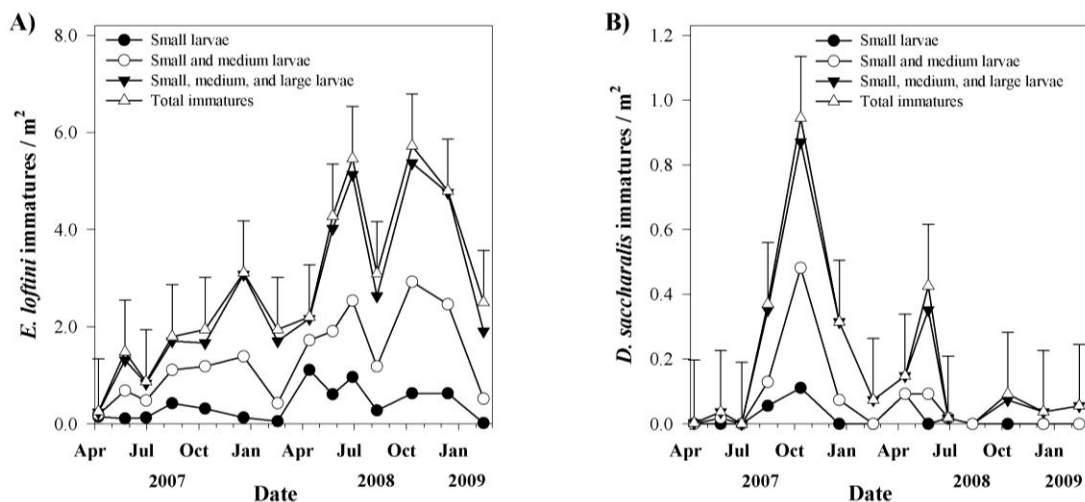 A)
8.0
6.0
4.0
2.0
0.0
E. loftini immatures / m²
Small larvae
Small and medium larvae
Small, medium, and large larvae
Total immatures
Apr Jul Oct Jan Apr Jul Oct Jan
2007 2008 2009
Date
B)
1.2
1.0
0.8
0.6
0.4
0.2
0.0
D. saccharalis immatures / m²
Small larvae
Small and medium larvae
Small, medium, and large larvae
Total immatures
Apr Jul Oct Jan Apr Jul Oct Jan
2007 2008 2009
Date